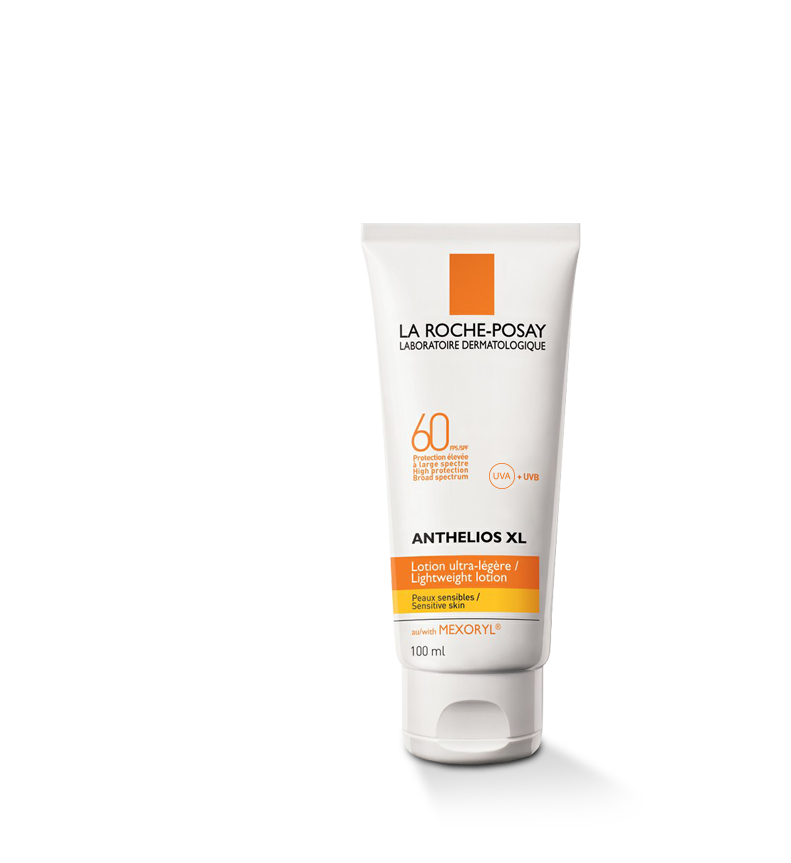 LA ROCHE-POSAY
LABORATOIRE DERMATOLOGIQUE
60 FPS/SPF
Protection élevée
à large spectre
High protection
Broad spectrum
UVA + UVB
ANTHELIOS XL
Lotion ultra-légère /
Lightweight lotion
Peaux sensibles /
Sensitive skin
au/with MEXORYL®
100 ml